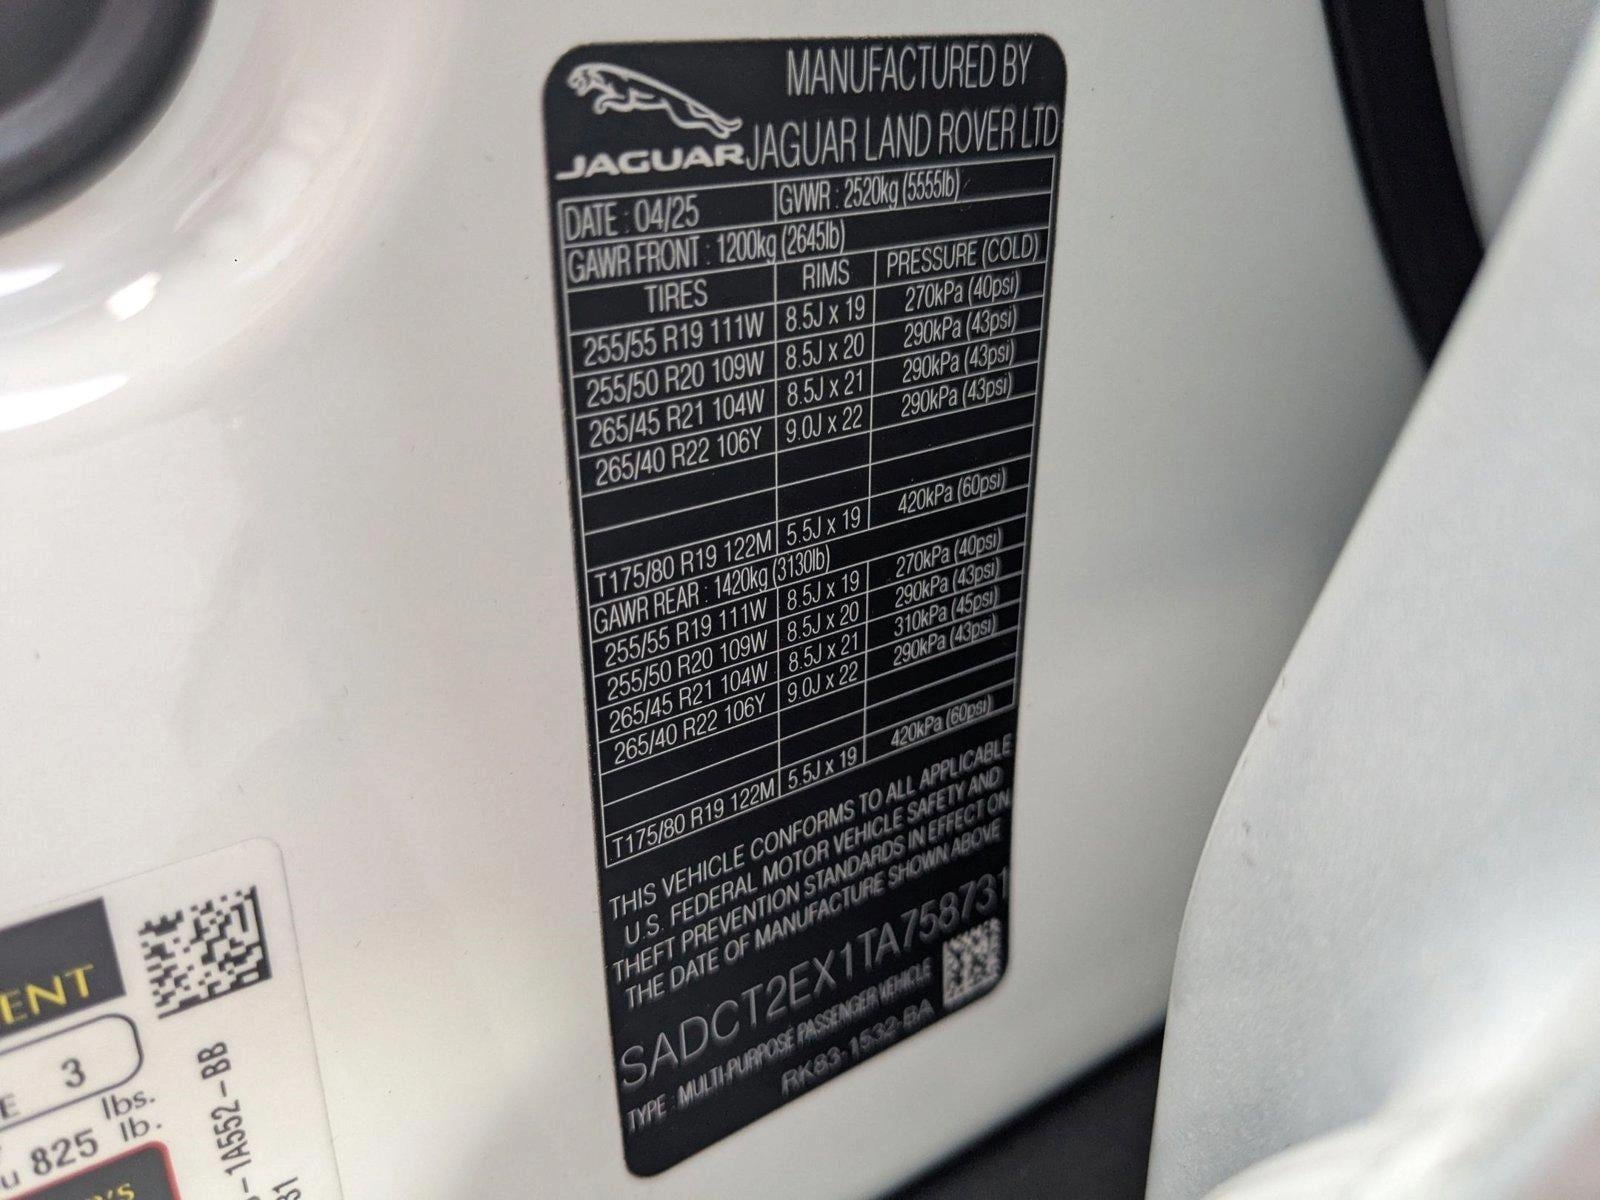 MANUFACTURED BY
JAGUAR JAGUAR LAND ROVER LTD
DATE : 04/25 GVWR : 2520kg (5555lb)
GAWR FRONT : 1200kg (2645lb)
TIRES RIMS PRESSURE (COLD)
255/55 R19 111W 8.5J x 19 270kPa (40psi)
255/50 R20 109W 8.5J x 20 290kPa (43psi)
265/45 R21 104W 8.5J x 21 290kPa (43psi)
265/40 R22 106Y 9.0J x 22 290kPa (43psi)
T175/80 R19 122M 5.5J x 19 420kPa (60psi)
GAWR REAR : 1420kg (3130lb)
255/55 R19 111W 8.5J x 19 270kPa (40psi)
255/50 R20 109W 8.5J x 20 290kPa (43psi)
265/45 R21 104W 8.5J x 21 310kPa (45psi)
265/40 R22 106Y 9.0J x 22 290kPa (43psi)
T175/80 R19 122M 5.5J x 19 420kPa (60psi)
THIS VEHICLE CONFORMS TO ALL APPLICABLE
U.S. FEDERAL MOTOR VEHICLE SAFETY AND
THEFT PREVENTION STANDARDS IN EFFECT ON
THE DATE OF MANUFACTURE SHOWN ABOVE
SADCT2EX1TA758731
TYPE : MULTI-PURPOSE PASSENGER VEHICLE
RK83-1532-BA
ENT
E 3
lbs.
825 lb.
-1A552-BB